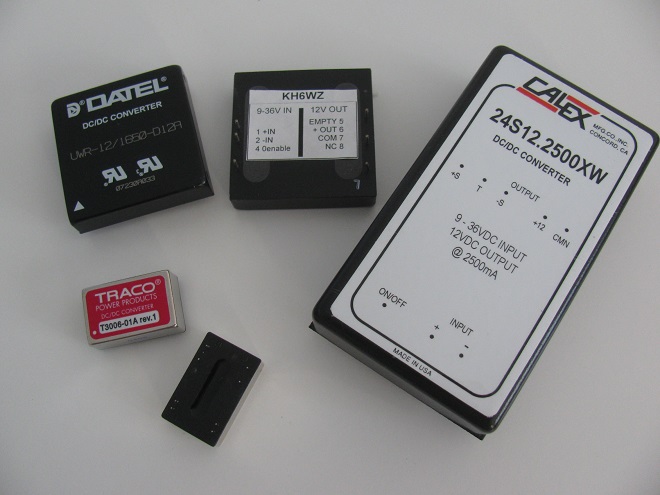 DATEL
DC/DC CONVERTER
UWR-12/1650-D12A
07230A033
KH6WZ
9-36V IN 12V OUT
EMPTY 5
1 +IN + OUT 6
2 -IN COM 7
4 0enable NC 8
7
CALEX
MFG.CO.,INC.
CONCORD, CA
24S12.2500XW
DC/DC CONVERTER
OUTPUT
+S T -S +12 CMN
9 - 36VDC INPUT
12VDC OUTPUT
@ 2500mA
ON/OFF
INPUT
+ -
MADE IN USA
TRACO
POWER PRODUCTS
DC/DC CONVERTER
T3006-01A rev.1